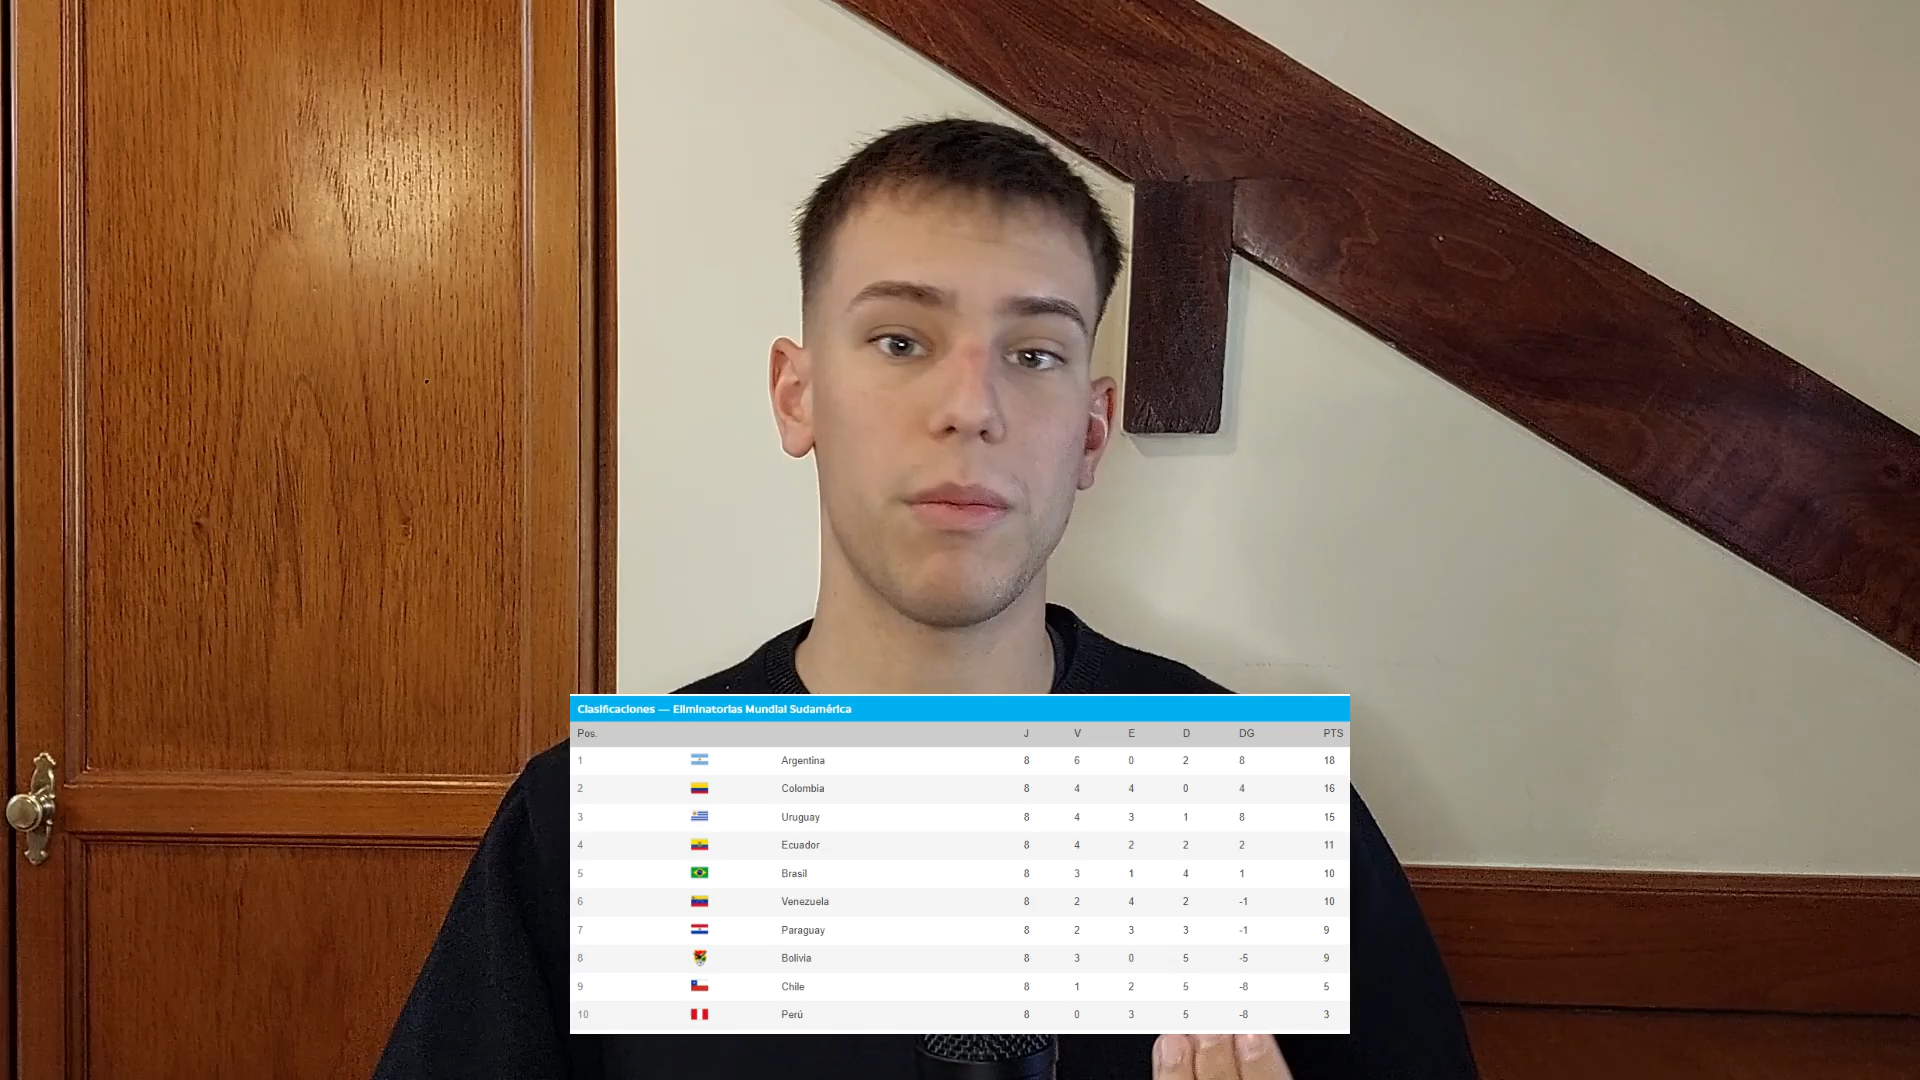 Clasificaciones — Eliminatorias Mundial Sudamérica
Pos. J V E D DG PTS
1 Argentina 8 6 0 2 8 18
2 Colombia 8 4 4 0 4 16
3 Uruguay 8 4 3 1 8 15
4 Ecuador 8 4 2 2 2 11
5 Brasil 8 3 1 4 1 10
6 Venezuela 8 2 4 2 -1 10
7 Paraguay 8 2 3 3 -1 9
8 Bolivia 8 3 0 5 -5 9
9 Chile 8 1 2 5 -8 5
10 Perú 8 0 3 5 -8 3